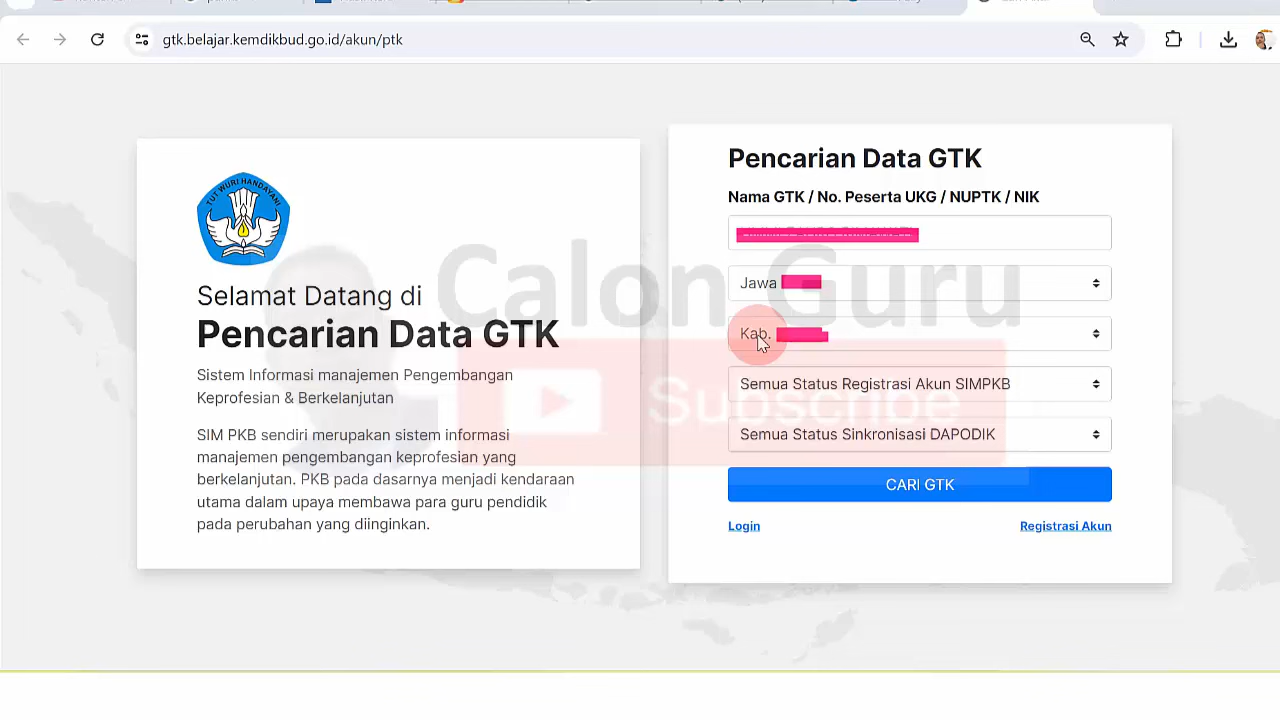 gtk.belajar.kemdikbud.go.id/akun/ptk
TUT WURI HANDAYANI
Selamat Datang di
Pencarian Data GTK
Sistem Informasi manajemen Pengembangan
Keprofesian & Berkelanjutan
SIM PKB sendiri merupakan sistem informasi
manajemen pengembangan keprofesian yang
berkelanjutan. PKB pada dasarnya menjadi kendaraan
utama dalam upaya membawa para guru pendidik
pada perubahan yang diinginkan.
Pencarian Data GTK
Nama GTK / No. Peserta UKG / NUPTK / NIK
Jawa
Kab.
Semua Status Registrasi Akun SIMPKB
Semua Status Sinkronisasi DAPODIK
CARI GTK
Login Registrasi Akun
Calon Guru
Subscribe